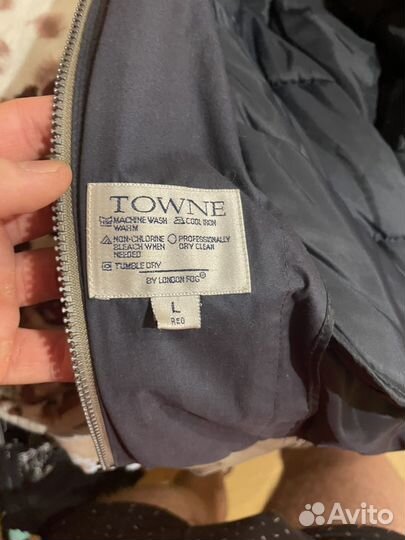 TOWNE
MACHINE WASH COOL IRON
WARM
NON-CHLORINE PROFESSIONALLY
BLEACH WHEN DRY CLEAN
NEEDED
TUMBLE DRY
BY LONDON FOG®
L
REG
Avito